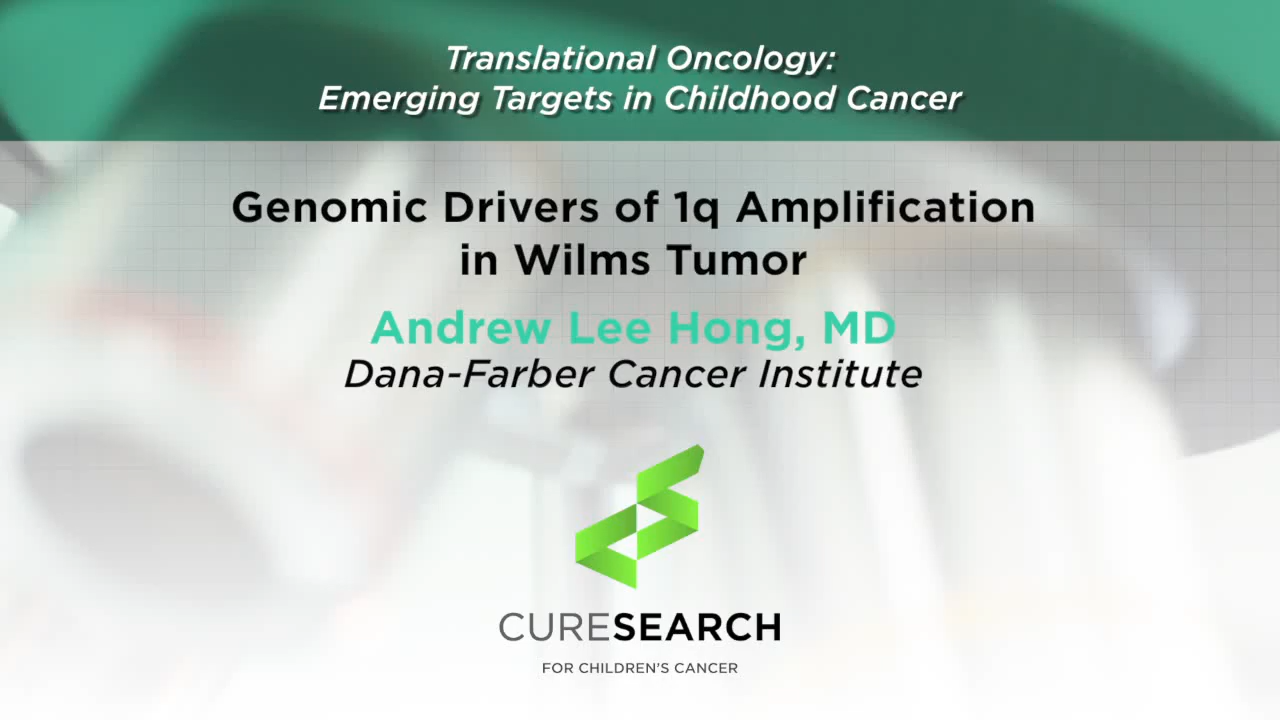 Translational Oncology:
Emerging Targets in Childhood Cancer
Genomic Drivers of 1q Amplification
in Wilms Tumor
Andrew Lee Hong, MD
Dana-Farber Cancer Institute
CURESEARCH
FOR CHILDREN'S CANCER